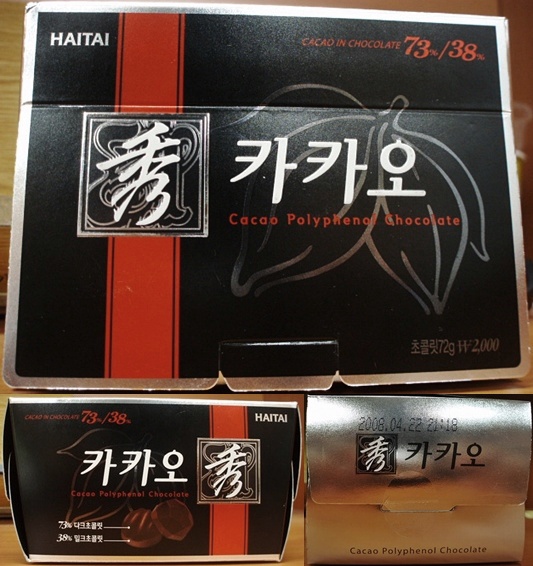 HAITAI
CACAO IN CHOCOLATE 73%/38%
秀 카카오
Cacao Polyphenol Chocolate
초콜릿72g ₩2,000
CACAO IN CHOCOLATE 73%/38%
HAITAI
카카오 秀
Cacao Polyphenol Chocolate
73% 다크초콜릿
38% 밀크초콜릿
2008.04.22 21:18
秀 카카오
Cacao Polyphenol Chocolate